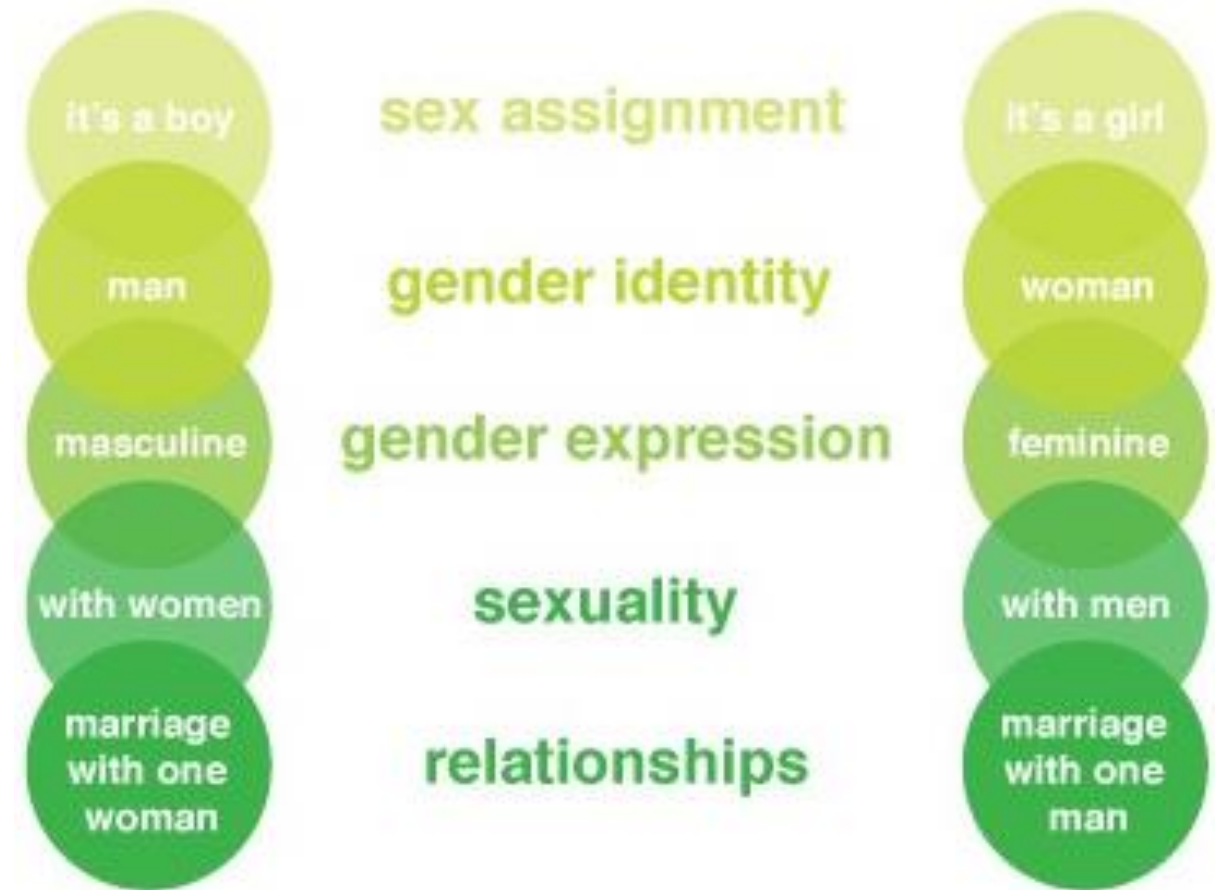 it's a boy
sex assignment
it's a girl
man
gender identity
woman
masculine
gender expression
feminine
with women
sexuality
with men
marriage
with one
woman
relationships
marriage
with one
man